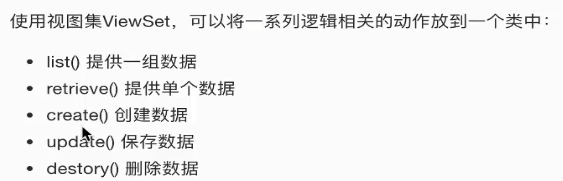 使用视图集ViewSet，可以将一系列逻辑相关的动作放到一个类中：
• list() 提供一组数据
• retrieve() 提供单个数据
• create() 创建数据
• update() 保存数据
• destory() 删除数据